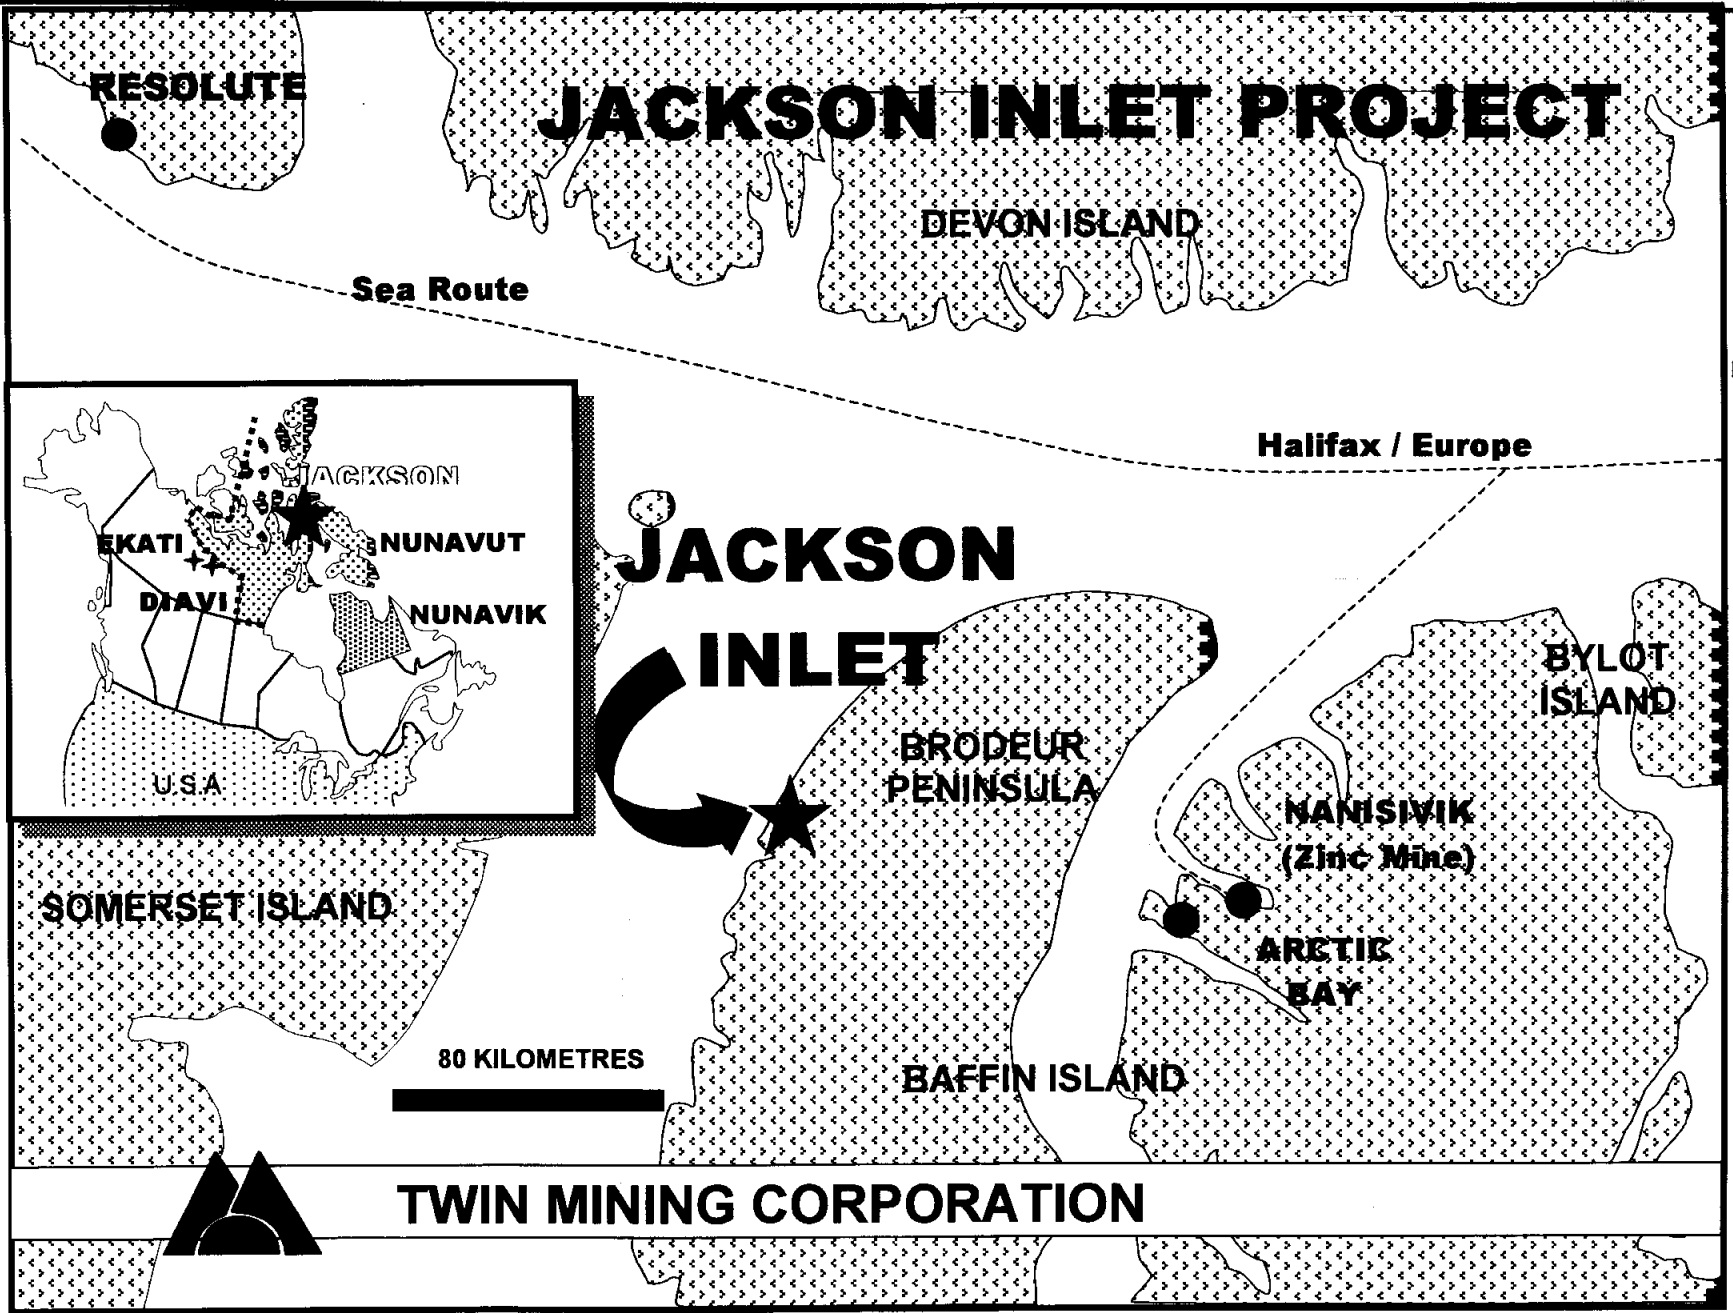 RESOLUTE
JACKSON INLET PROJECT
DEVON ISLAND
Sea Route
Halifax / Europe
JACKSON
EKATI
NUNAVUT
DIAVI
NUNAVIK
U.S.A
JACKSON
INLET
BYLOT
ISLAND
BRODEUR
PENINSULA
NANISIVIK
(Zinc Mine)
SOMERSET ISLAND
ARCTIC
BAY
80 KILOMETRES
BAFFIN ISLAND
TWIN MINING CORPORATION